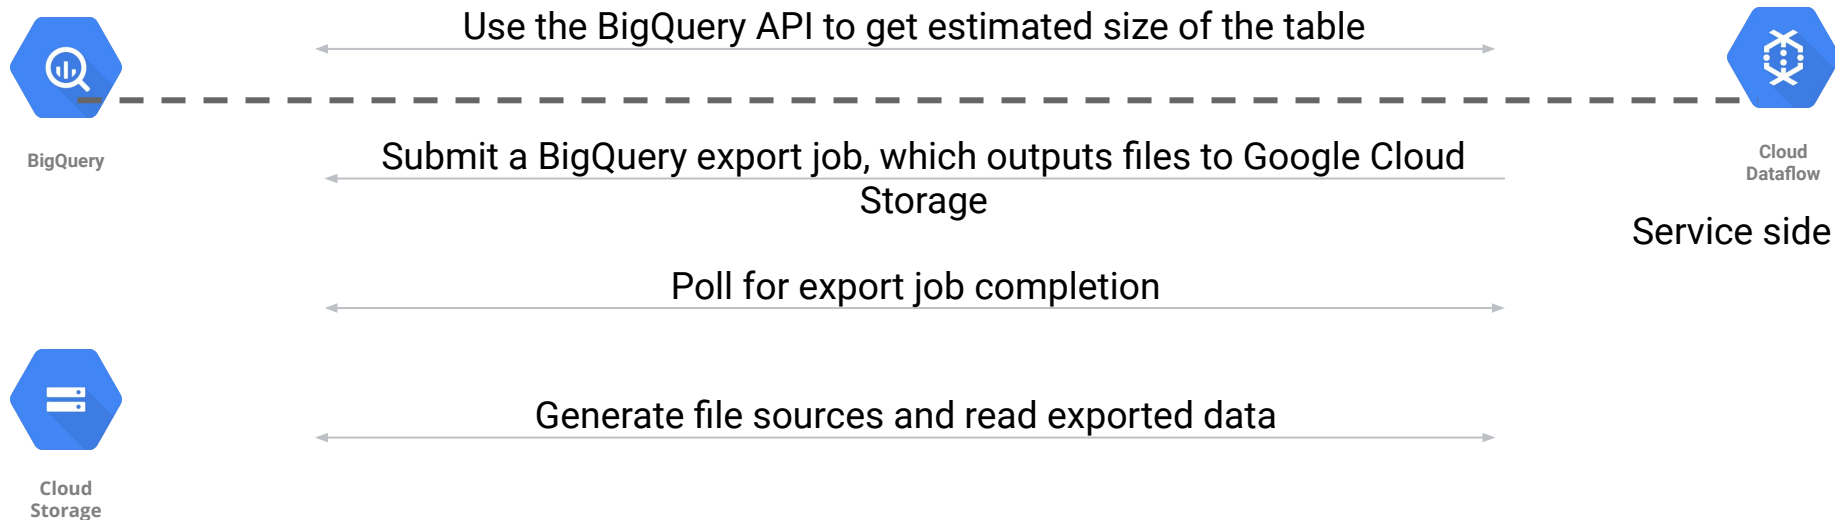 Use the BigQuery API to get estimated size of the table
BigQuery
Cloud
Dataflow
Submit a BigQuery export job, which outputs files to Google Cloud
Storage
Service side
Poll for export job completion
Generate file sources and read exported data
Cloud
Storage